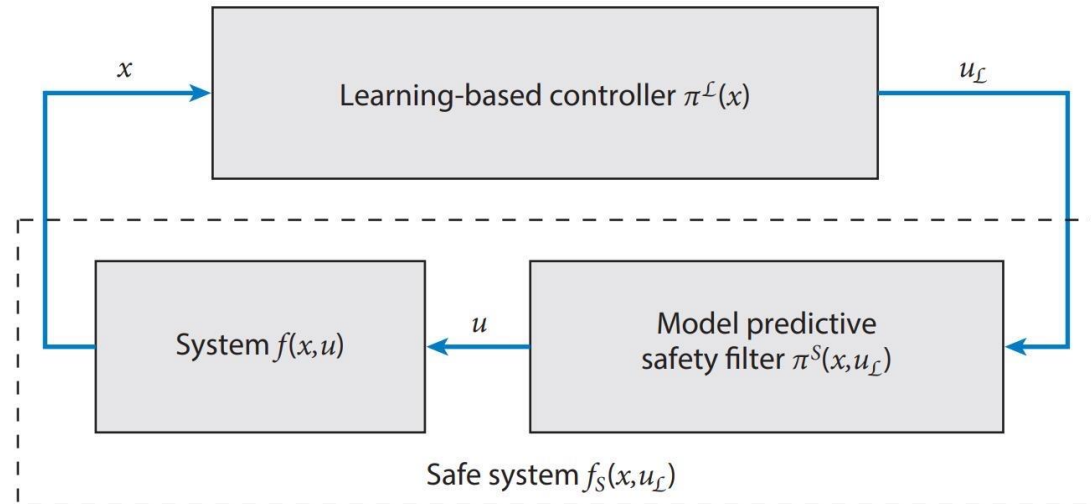 x
Learning-based controller π^ℒ(x)
u_ℒ
System f(x,u)
u
Model predictive
safety filter π^S(x,u_ℒ)
Safe system f_S(x,u_ℒ)